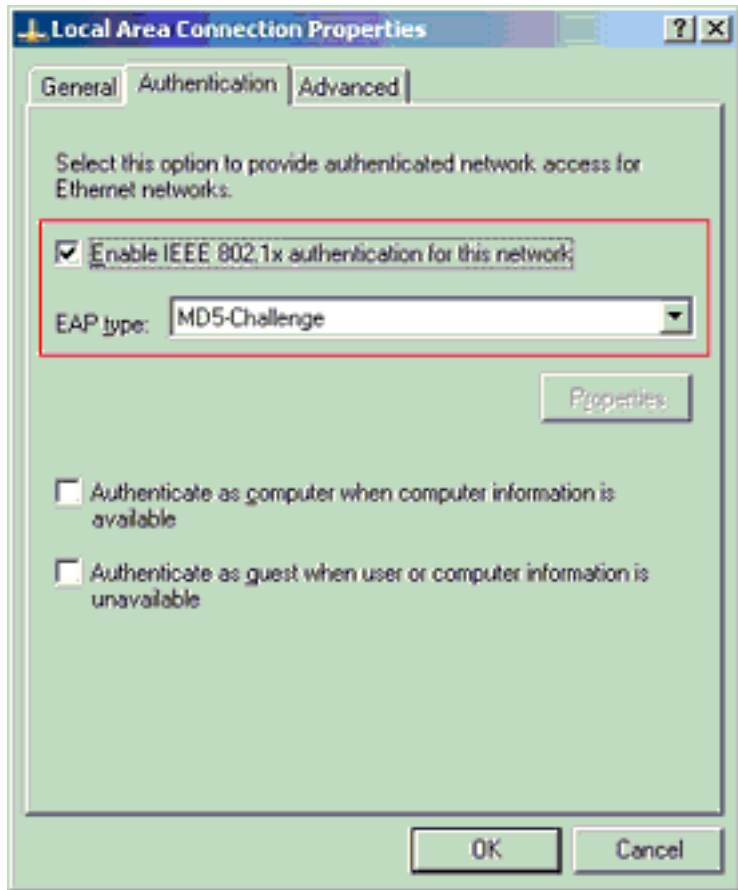 Local Area Connection Properties
General
Authentication
Advanced
Select this option to provide authenticated network access for
Ethernet networks.
Enable IEEE 802.1x authentication for this network
EAP type:
MD5-Challenge
Properties
Authenticate as computer when computer information is
available
Authenticate as guest when user or computer information is
unavailable
OK
Cancel